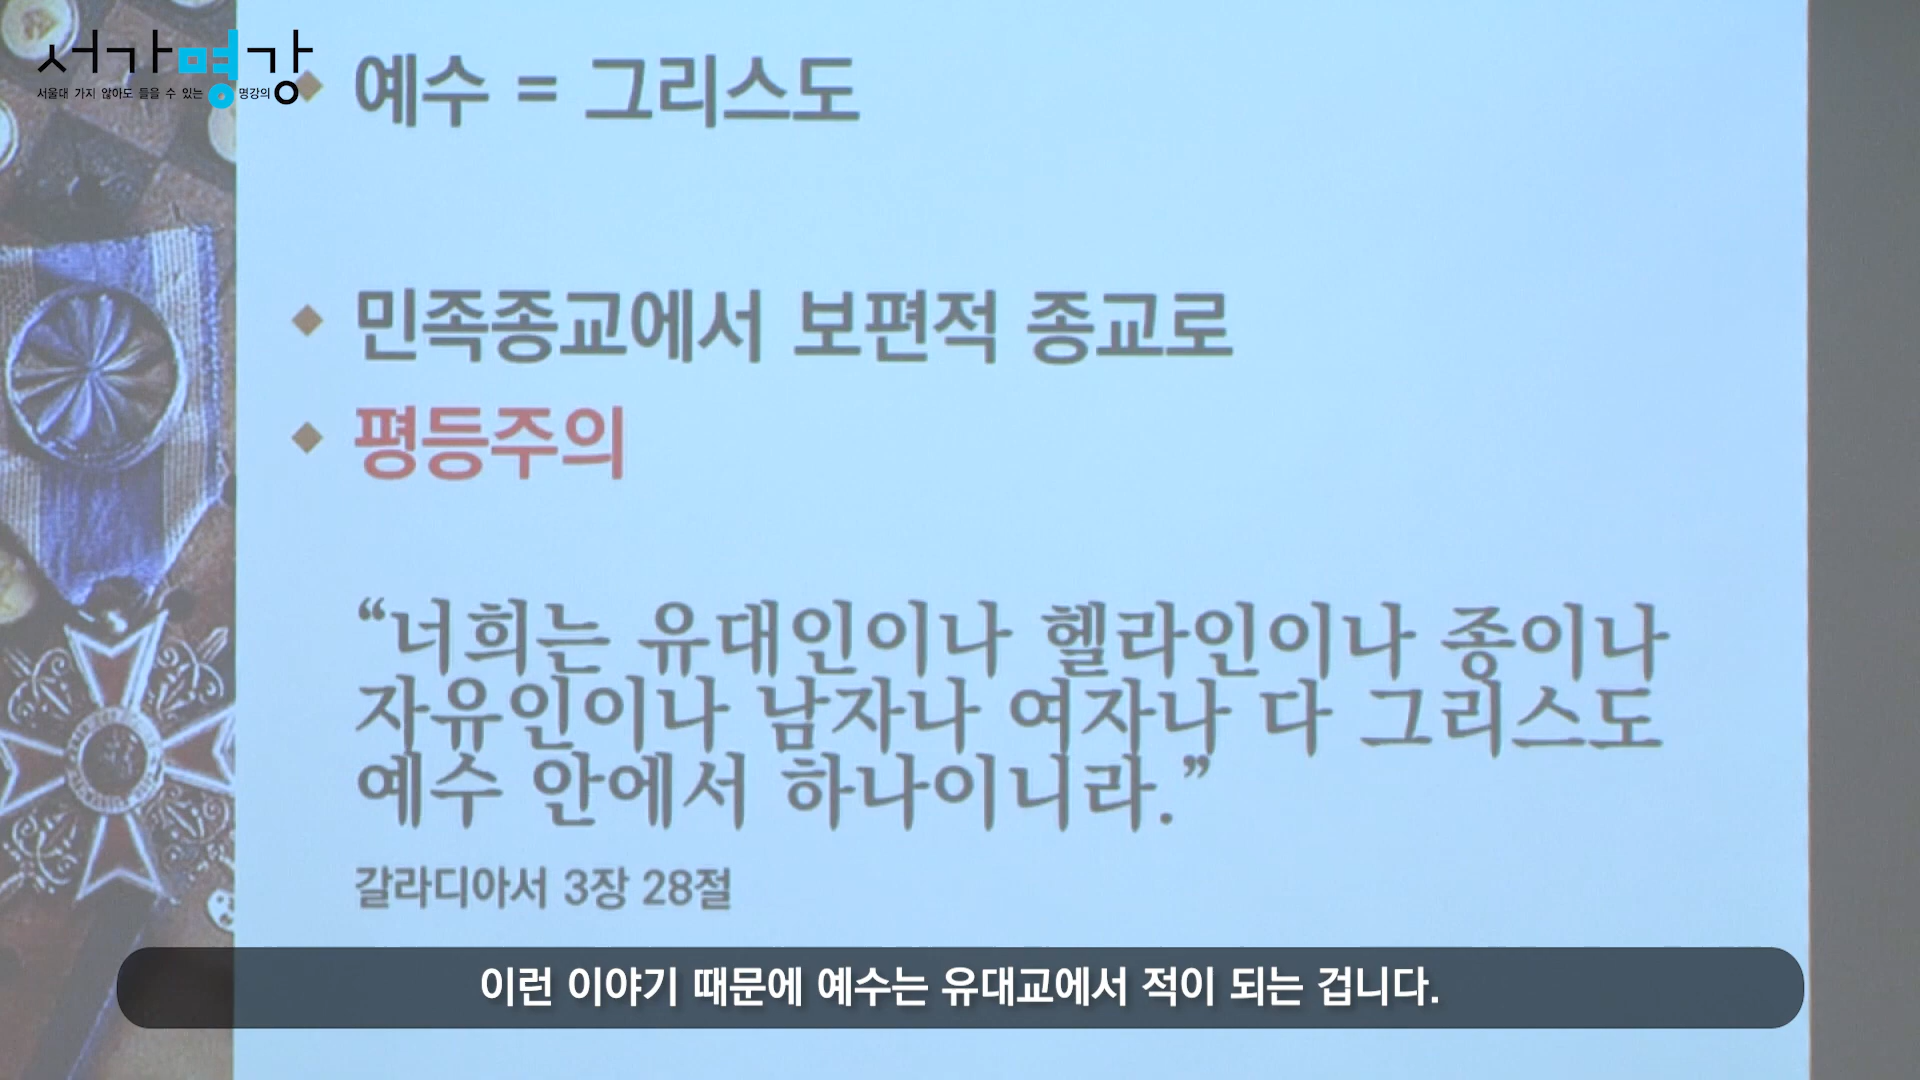 서가명강
서울대 가지 않아도 들을 수 있는 명강의
예수 = 그리스도
민족종교에서 보편적 종교로
평등주의
“너희는 유대인이나 헬라인이나 종이나
자유인이나 남자나 여자나 다 그리스도
예수 안에서 하나이니라.”
갈라디아서 3장 28절
이런 이야기 때문에 예수는 유대교에서 적이 되는 겁니다.